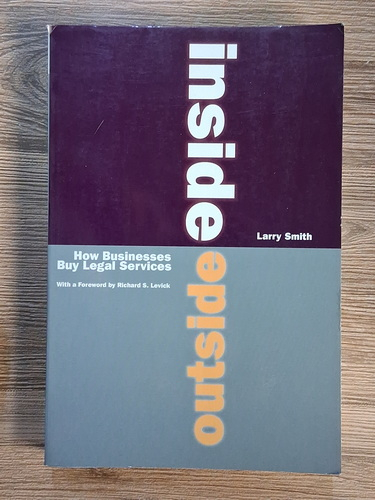 inside
outside
Larry Smith
How Businesses
Buy Legal Services
With a Foreword by Richard S. Levick